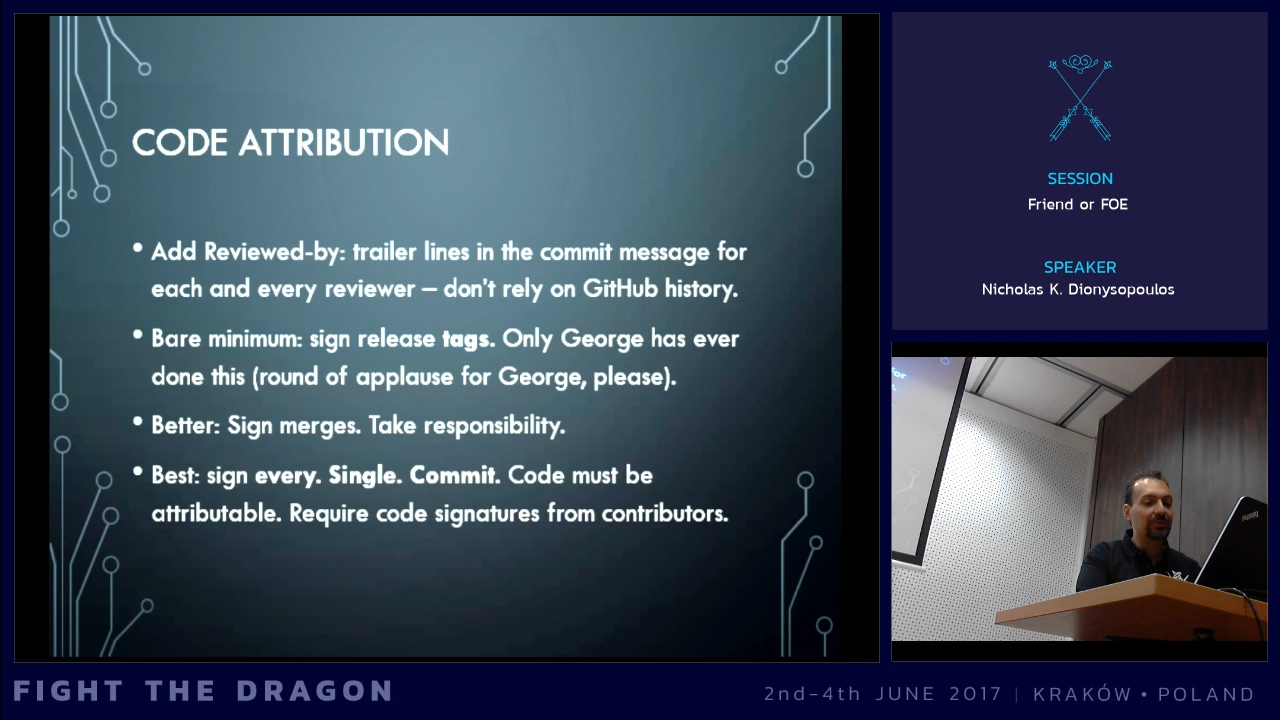 CODE ATTRIBUTION
• Add Reviewed-by: trailer lines in the commit message for
each and every reviewer – don't rely on GitHub history.
• Bare minimum: sign release tags. Only George has ever
done this (round of applause for George, please).
• Better: Sign merges. Take responsibility.
• Best: sign every. Single. Commit. Code must be
attributable. Require code signatures from contributors.
SESSION
Friend or FOE
SPEAKER
Nicholas K. Dionysopoulos
FIGHT THE DRAGON
2nd-4th JUNE 2017 | KRAKÓW • POLAND